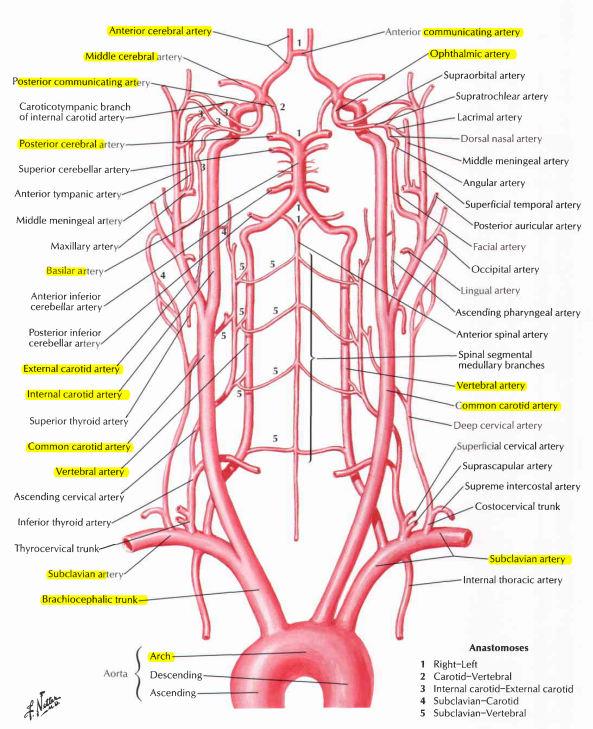 Anterior cerebral artery
Middle cerebral artery
Posterior communicating artery
Caroticotympanic branch
of internal carotid artery
Posterior cerebral artery
Superior cerebellar artery
Anterior tympanic artery
Middle meningeal artery
Maxillary artery
Basilar artery
Anterior inferior
cerebellar artery
Posterior inferior
cerebellar artery
External carotid artery
Internal carotid artery
Superior thyroid artery
Common carotid artery
Vertebral artery
Ascending cervical artery
Inferior thyroid artery
Thyrocervical trunk
Subclavian artery
Brachiocephalic trunk
Aorta
Arch
Descending
Ascending
1
2
3
3
3
3
1
1
1
4
4
5
5
5
5
5
5
5
5
Anterior communicating artery
Ophthalmic artery
Supraorbital artery
Supratrochlear artery
Lacrimal artery
Dorsal nasal artery
Middle meningeal artery
Angular artery
Superficial temporal artery
Posterior auricular artery
Facial artery
Occipital artery
Lingual artery
Ascending pharyngeal artery
Anterior spinal artery
Spinal segmental
medullary branches
Vertebral artery
Common carotid artery
Deep cervical artery
Superficial cervical artery
Suprascapular artery
Supreme intercostal artery
Costocervical trunk
Subclavian artery
Internal thoracic artery
Anastomoses
1 Right–Left
2 Carotid–Vertebral
3 Internal carotid–External carotid
4 Subclavian–Carotid
5 Subclavian–Vertebral
F. Netter